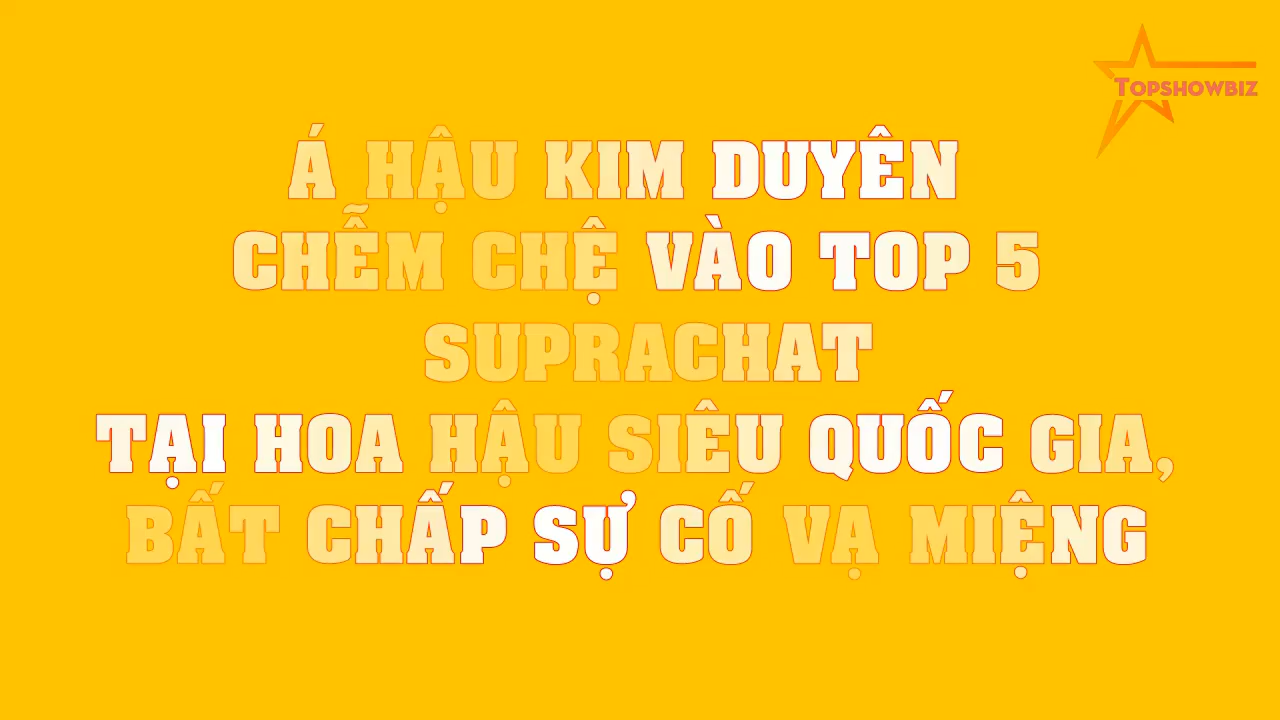 TOPSHOWBIZ
Á HẬU KIM DUYÊN
CHỄM CHỆ VÀO TOP 5
SUPRACHAT
TẠI HOA HẬU SIÊU QUỐC GIA,
BẤT CHẤP SỰ CỐ VẠ MIỆNG